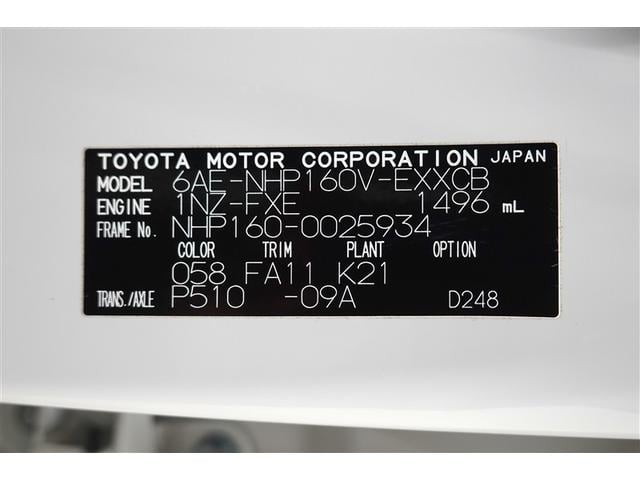 TOYOTA MOTOR CORPORATION JAPAN
MODEL 6AE-NHP160V-EXXCB
ENGINE 1NZ-FXE 1496 mL
FRAME No. NHP160-0025934
COLOR TRIM PLANT OPTION
058 FA11 K21
TRANS./AXLE P510 -09A D248